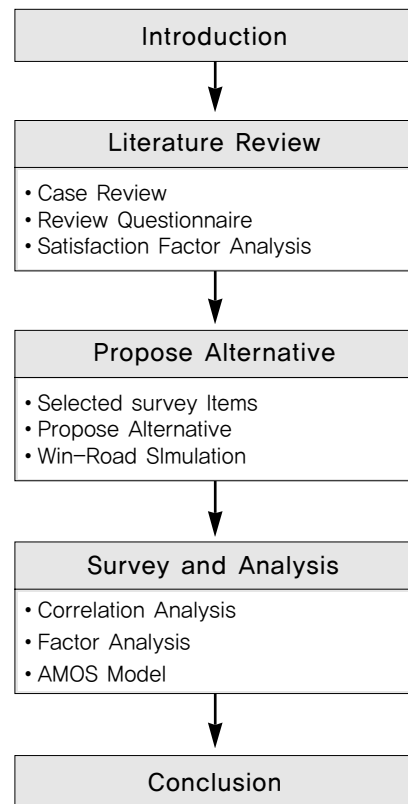 Introduction
Literature Review
• Case Review
• Review Questionnaire
• Satisfaction Factor Analysis
Propose Alternative
• Selected survey Items
• Propose Alternative
• Win-Road SImulation
Survey and Analysis
• Correlation Analysis
• Factor Analysis
• AMOS Model
Conclusion